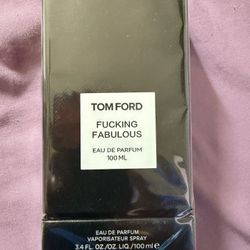 TOM FORD
FUCKING
FABULOUS
EAU DE PARFUM
100 ML
EAU DE PARFUM
VAPORISATEUR SPRAY
3.4 FL. OZ./OZ. LIQ./100 ml ℮